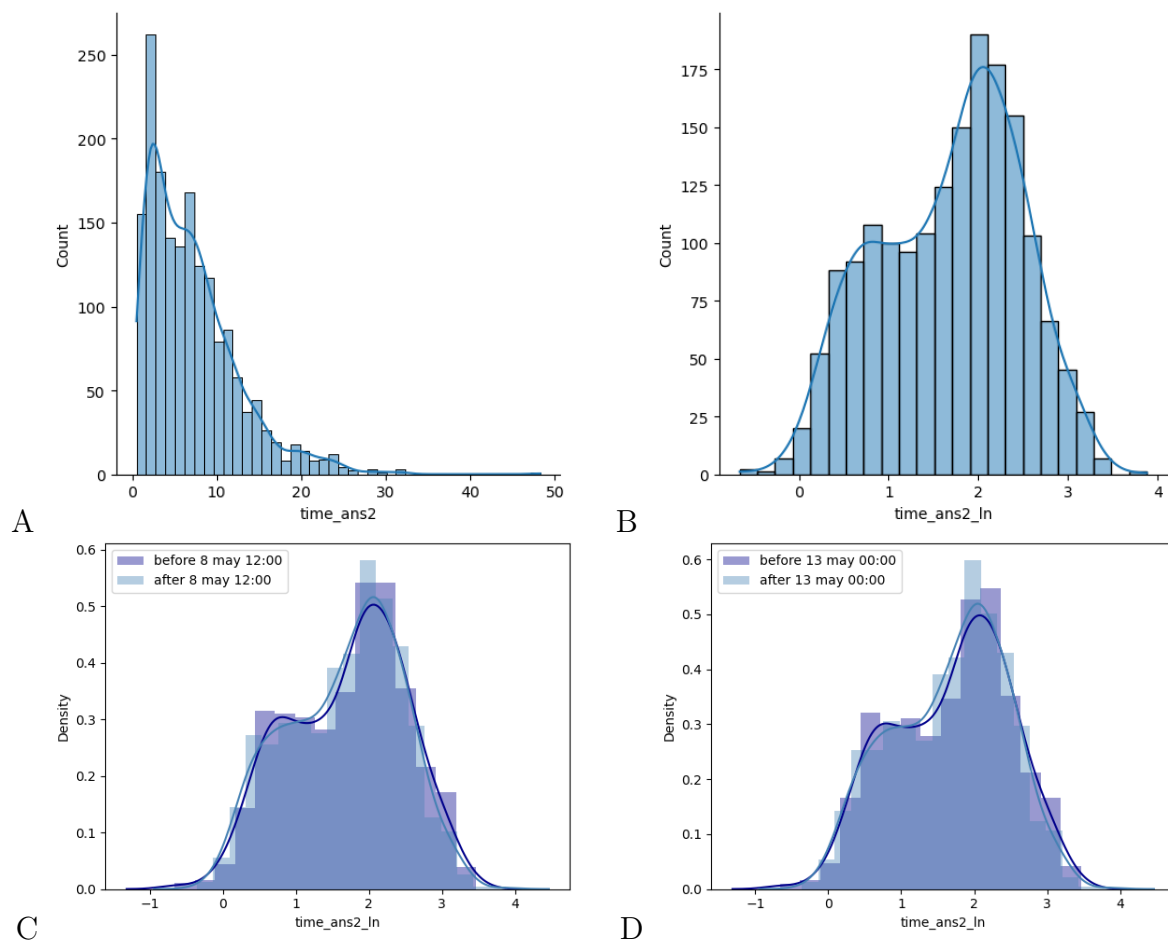 250
200
150
100
50
0
Count
0 10 20 30 40 50
time_ans2
A
175
150
125
100
75
50
25
0
Count
0 1 2 3 4
time_ans2_ln
B
before 8 may 12:00
after 8 may 12:00
0.6
0.5
0.4
0.3
0.2
0.1
0.0
Density
−1 0 1 2 3 4
time_ans2_ln
C
before 13 may 00:00
after 13 may 00:00
0.6
0.5
0.4
0.3
0.2
0.1
0.0
Density
−1 0 1 2 3 4
time_ans2_ln
D